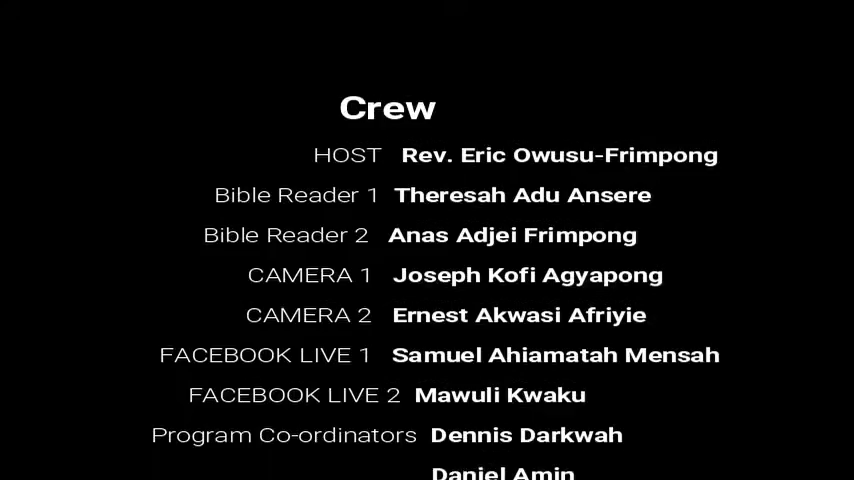 Crew
HOST Rev. Eric Owusu-Frimpong
Bible Reader 1 Theresah Adu Ansere
Bible Reader 2 Anas Adjei Frimpong
CAMERA 1 Joseph Kofi Agyapong
CAMERA 2 Ernest Akwasi Afriyie
FACEBOOK LIVE 1 Samuel Ahiamatah Mensah
FACEBOOK LIVE 2 Mawuli Kwaku
Program Co-ordinators Dennis Darkwah
Daniel Amin